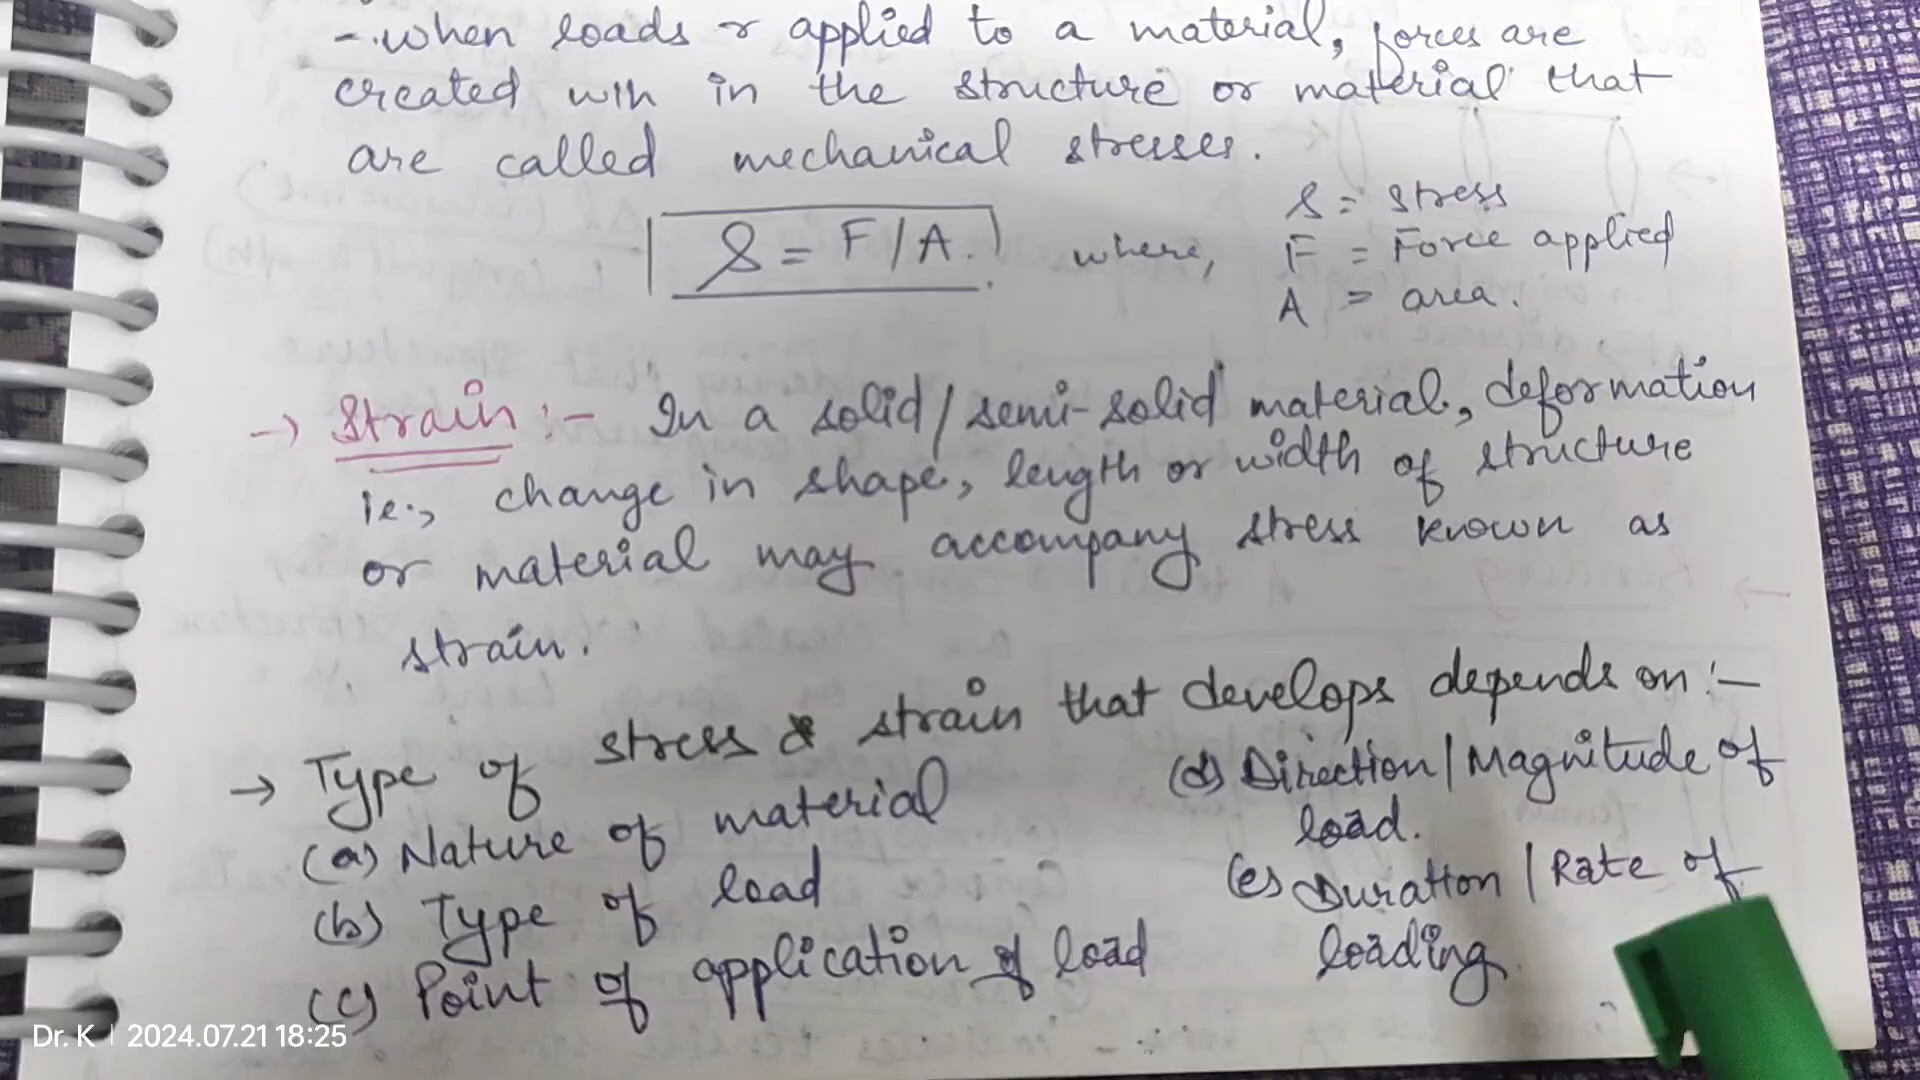 - when loads r applied to a material, forces are
created win in the structure or material that
are called mechanical stresses.
S = F/A. where,
S = stress
F = Force applied
A = area.
→ Strain :- In a solid/semi-solid material, deformation
ie., change in shape, length or width of structure
or material may accompany stress known as
strain.
→ Type of stress & strain that develops depends on :-
(a) Nature of material
(b) Type of load
(c) Point of application of load
(d) Direction/Magnitude of
load.
(e) Duration/Rate of
loading.
Dr. K | 2024.07.21 18:25